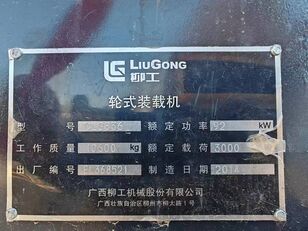 LiuGong
柳工
轮式装载机
型号 额定功率 92 kW
工作质量 kg 额定载荷 3000
出厂编号 制造日期 2014
广西柳工机械股份有限公司
广西壮族自治区柳州市柳太路1号